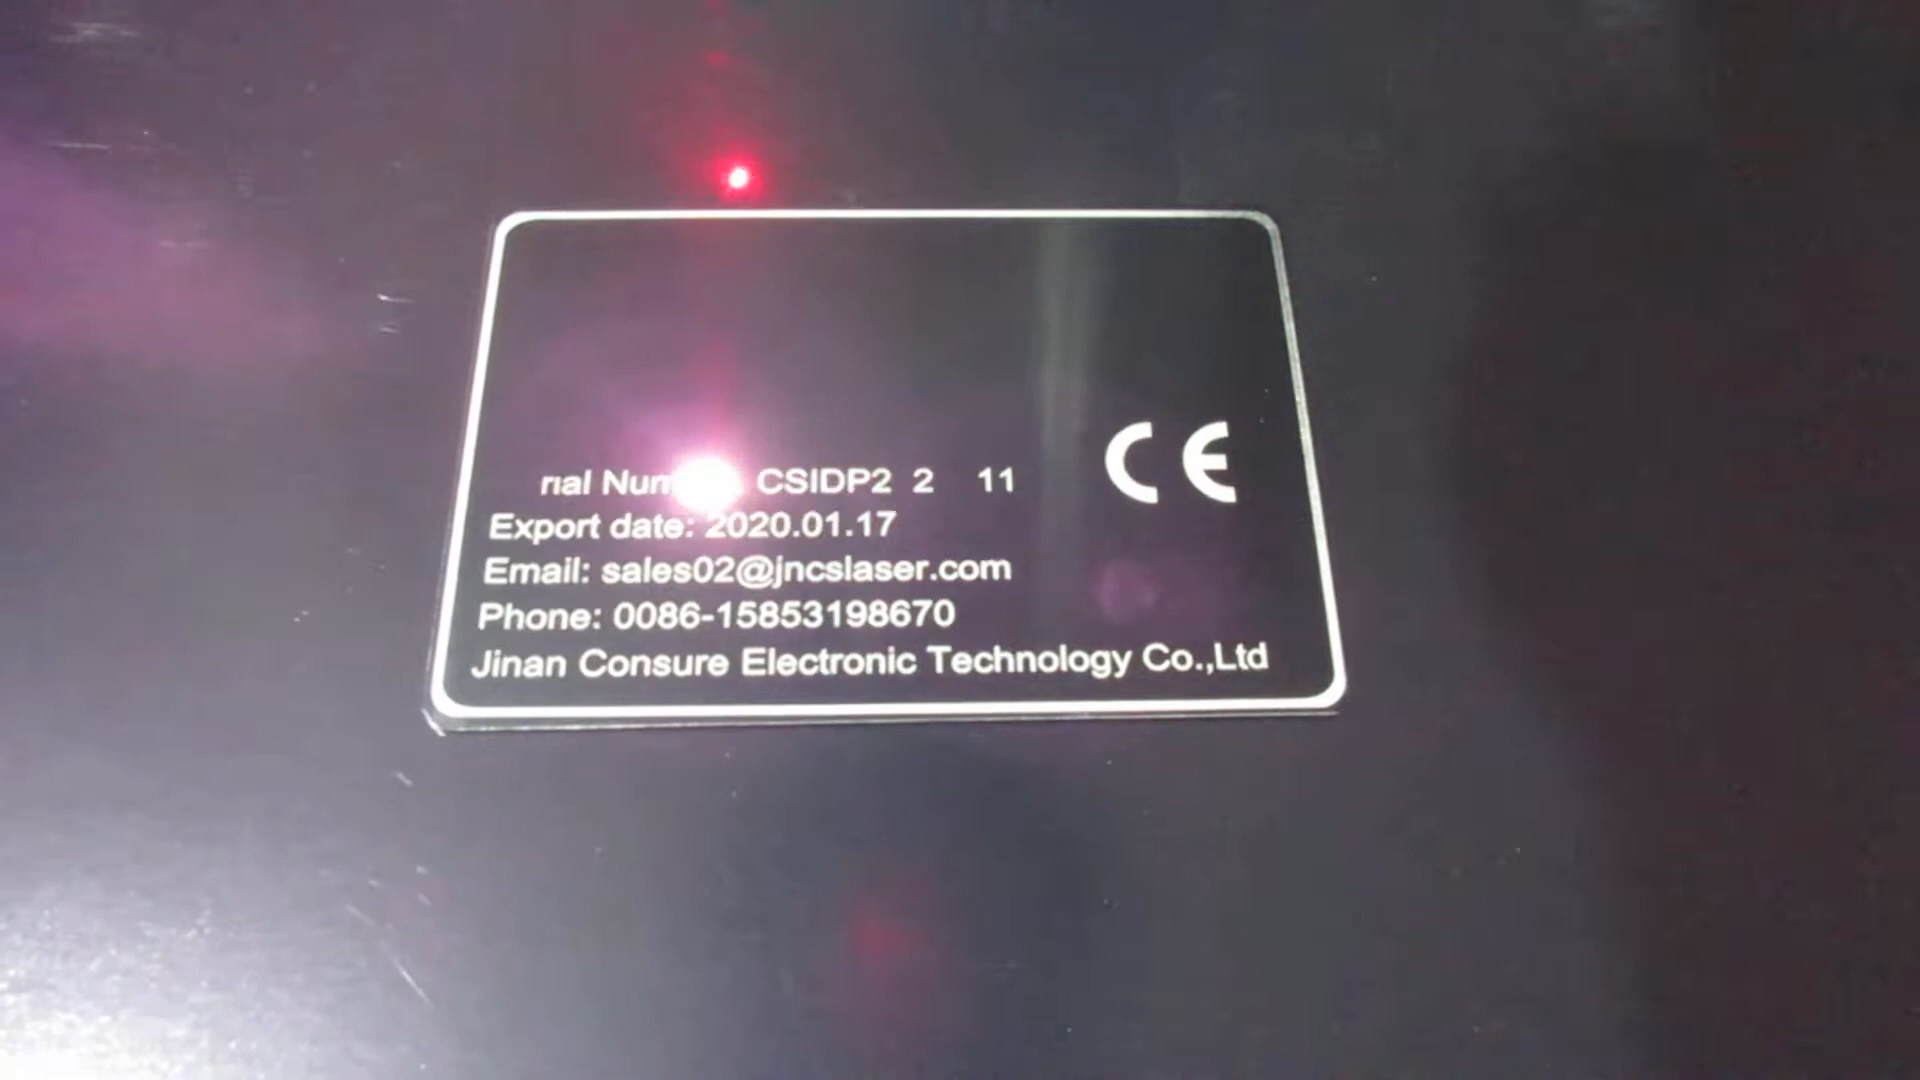 rial Num CSIDP2 2 11
CE
Export date: 2020.01.17
Email: sales02@jncslaser.com
Phone: 0086-15853198670
Jinan Consure Electronic Technology Co.,Ltd